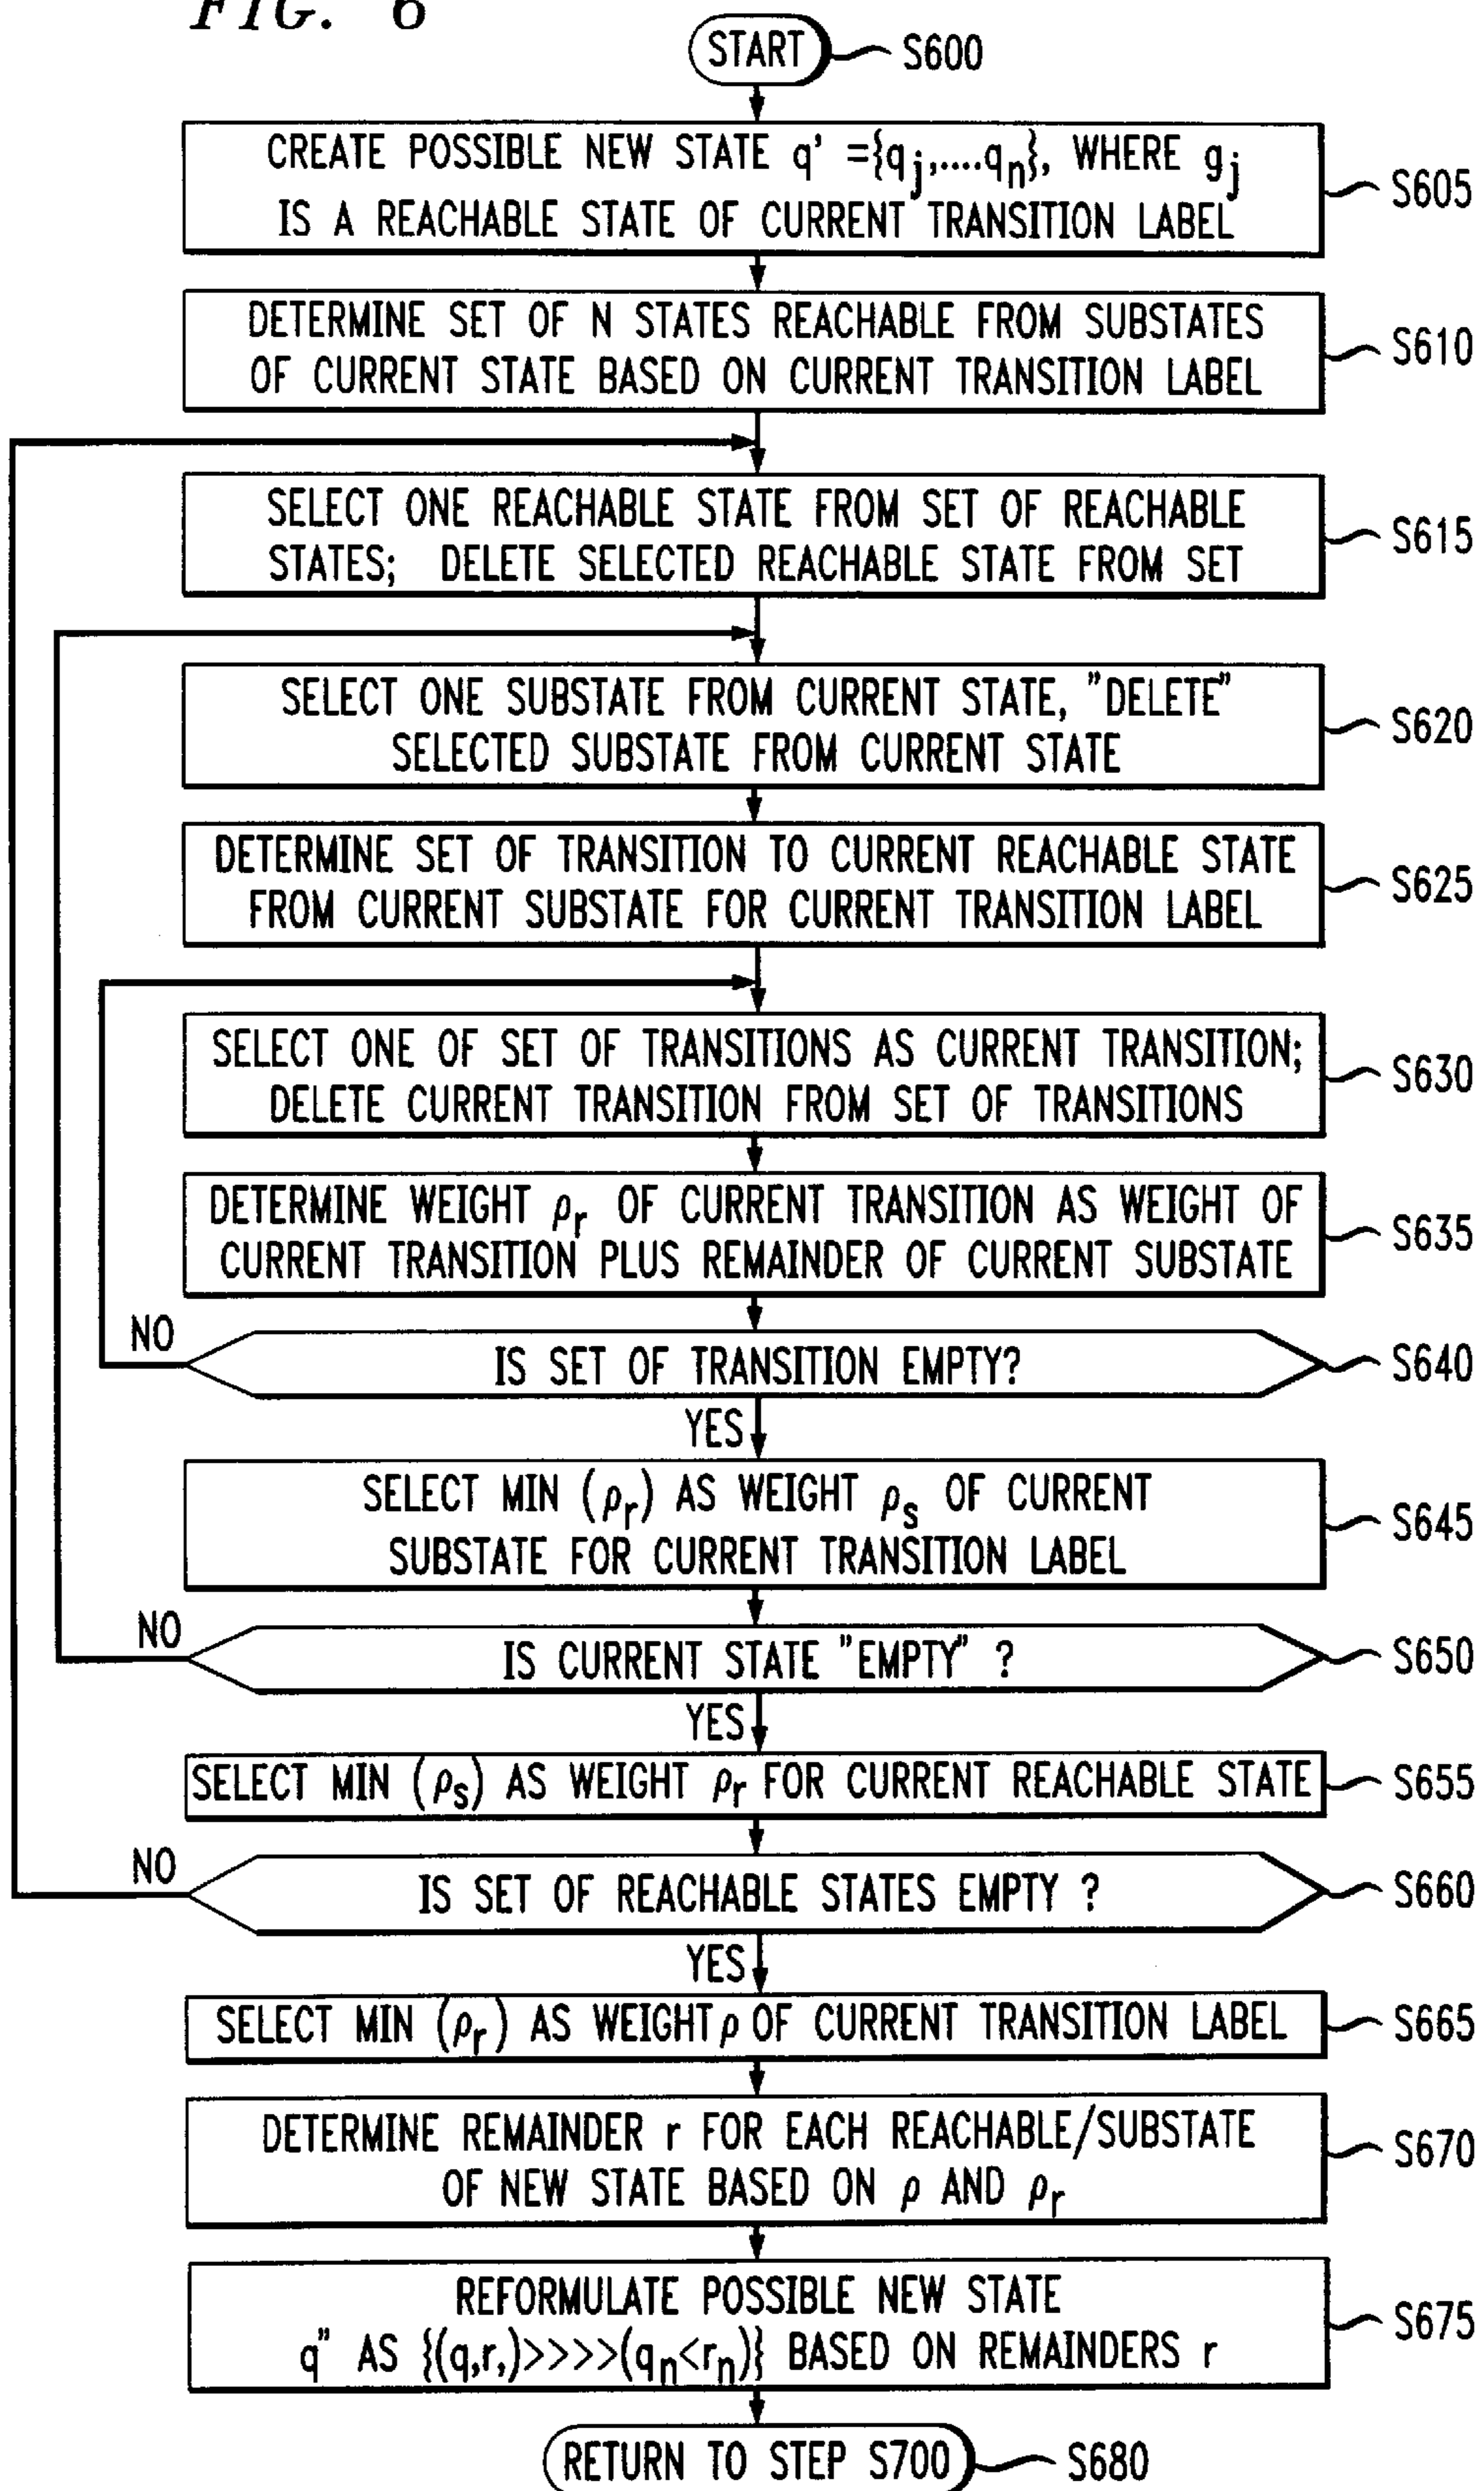 FIG. 6
START
S600
CREATE POSSIBLE NEW STATE q' ={qj,....qn}, WHERE gj
IS A REACHABLE STATE OF CURRENT TRANSITION LABEL
S605
DETERMINE SET OF N STATES REACHABLE FROM SUBSTATES
OF CURRENT STATE BASED ON CURRENT TRANSITION LABEL
S610
SELECT ONE REACHABLE STATE FROM SET OF REACHABLE
STATES; DELETE SELECTED REACHABLE STATE FROM SET
S615
SELECT ONE SUBSTATE FROM CURRENT STATE, "DELETE"
SELECTED SUBSTATE FROM CURRENT STATE
S620
DETERMINE SET OF TRANSITION TO CURRENT REACHABLE STATE
FROM CURRENT SUBSTATE FOR CURRENT TRANSITION LABEL
S625
SELECT ONE OF SET OF TRANSITIONS AS CURRENT TRANSITION;
DELETE CURRENT TRANSITION FROM SET OF TRANSITIONS
S630
DETERMINE WEIGHT ρr OF CURRENT TRANSITION AS WEIGHT OF
CURRENT TRANSITION PLUS REMAINDER OF CURRENT SUBSTATE
S635
NO
IS SET OF TRANSITION EMPTY?
S640
YES
SELECT MIN (ρr) AS WEIGHT ρs OF CURRENT
SUBSTATE FOR CURRENT TRANSITION LABEL
S645
NO
IS CURRENT STATE "EMPTY" ?
S650
YES
SELECT MIN (ρs) AS WEIGHT ρr FOR CURRENT REACHABLE STATE
S655
NO
IS SET OF REACHABLE STATES EMPTY ?
S660
YES
SELECT MIN (ρr) AS WEIGHT ρ OF CURRENT TRANSITION LABEL
S665
DETERMINE REMAINDER r FOR EACH REACHABLE/SUBSTATE
OF NEW STATE BASED ON ρ AND ρr
S670
REFORMULATE POSSIBLE NEW STATE
q" AS {(q,r,)>>>>(qn<rn)} BASED ON REMAINDERS r
S675
RETURN TO STEP S700
S680